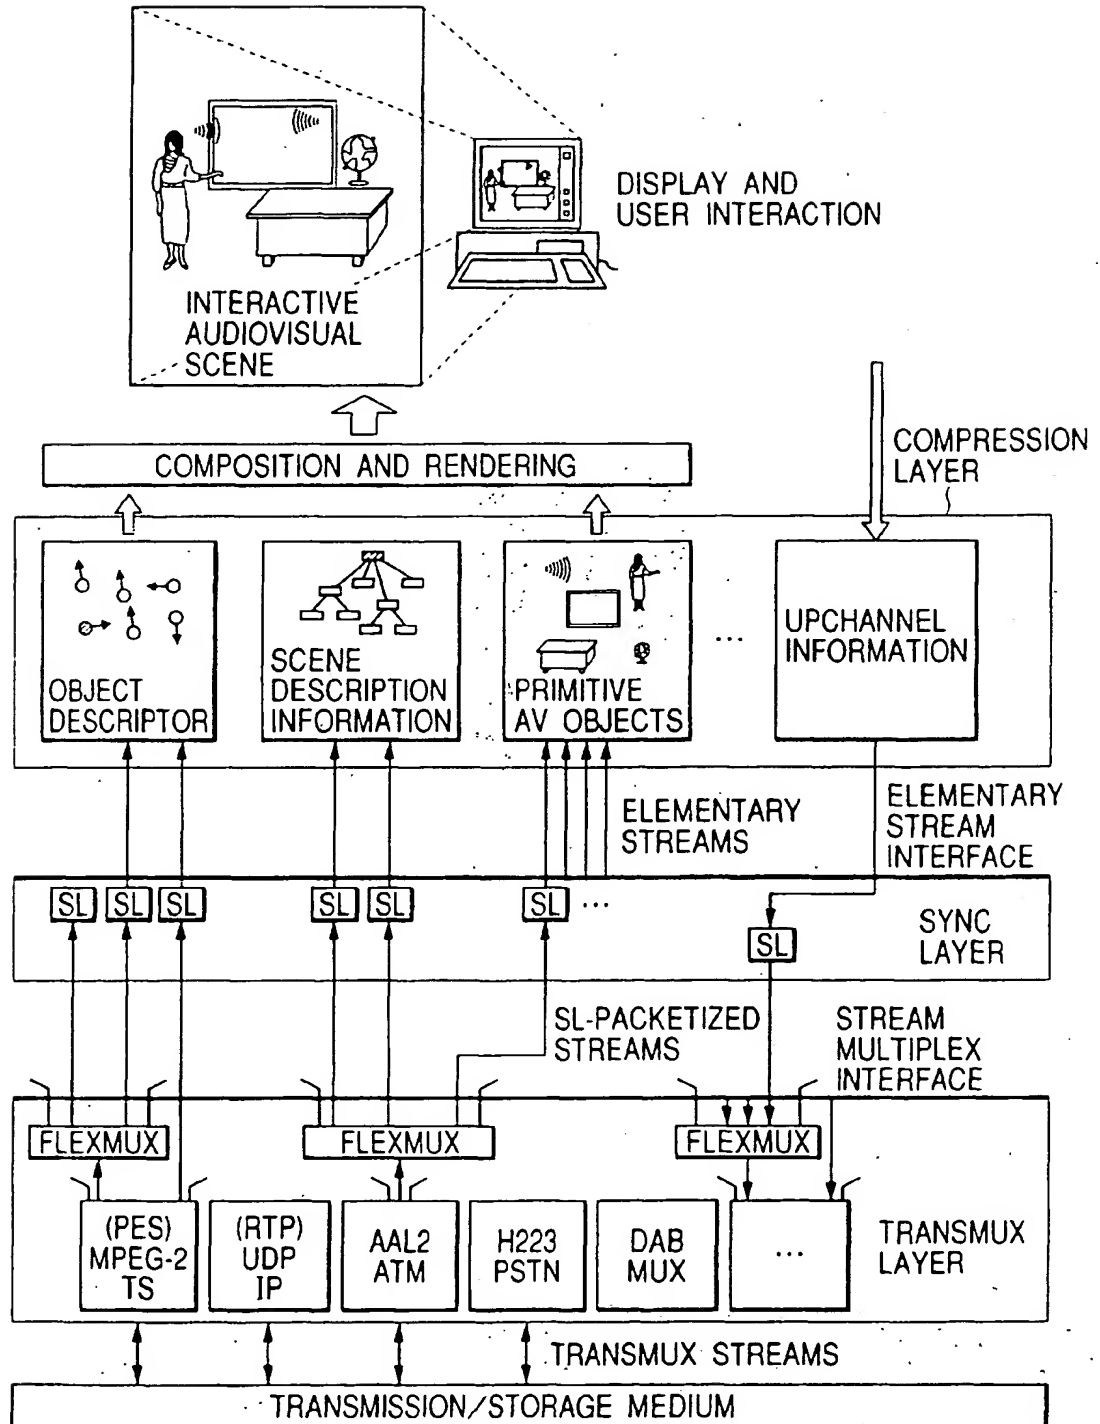 DISPLAY AND
USER INTERACTION
INTERACTIVE
AUDIOVISUAL
SCENE
COMPOSITION AND RENDERING
COMPRESSION
LAYER
OBJECT
DESCRIPTOR
SCENE
DESCRIPTION
INFORMATION
PRIMITIVE
AV OBJECTS
...
UPCHANNEL
INFORMATION
ELEMENTARY
STREAMS
ELEMENTARY
STREAM
INTERFACE
SL SL SL SL SL SL ...
SL
SYNC
LAYER
SL-PACKETIZED
STREAMS
STREAM
MULTIPLEX
INTERFACE
FLEXMUX FLEXMUX FLEXMUX
(PES)
MPEG-2
TS
(RTP)
UDP
IP
AAL2
ATM
H223
PSTN
DAB
MUX
...
TRANSMUX
LAYER
TRANSMUX STREAMS
TRANSMISSION/STORAGE MEDIUM